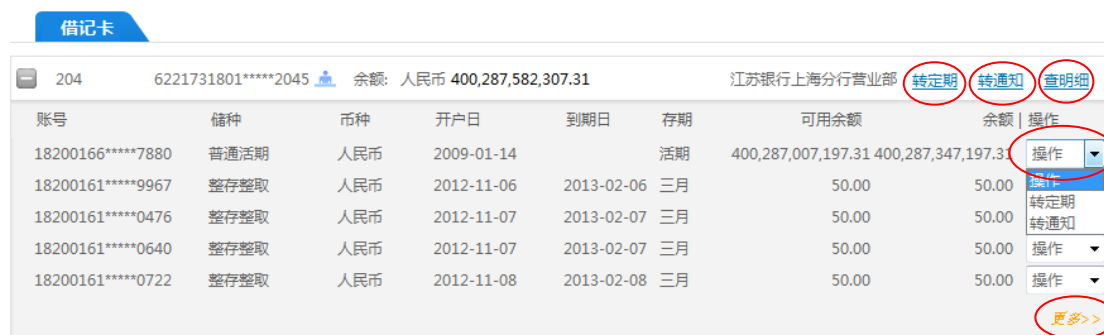 借记卡
204 6221731801*****2045 余额: 人民币 400,287,582,307.31 江苏银行上海分行营业部 转定期 转通知 查明细
账号 储种 币种 开户日 到期日 存期 可用余额 余额 | 操作
18200166*****7880 普通活期 人民币 2009-01-14 活期 400,287,007,197.31 400,287,347,197.31 操作
18200161*****9967 整存整取 人民币 2012-11-06 2013-02-06 三月 50.00 50.00 操作
转定期
18200161*****0476 整存整取 人民币 2012-11-07 2013-02-07 三月 50.00 50.00 转通知
18200161*****0640 整存整取 人民币 2012-11-07 2013-02-07 三月 50.00 50.00 操作
18200161*****0722 整存整取 人民币 2012-11-08 2013-02-08 三月 50.00 50.00 操作
更多>>